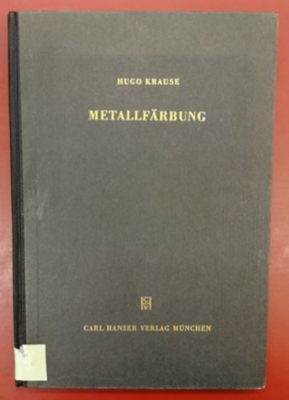 HUGO KRAUSE
METALLFÄRBUNG
CARL HANSER VERLAG MÜNCHEN